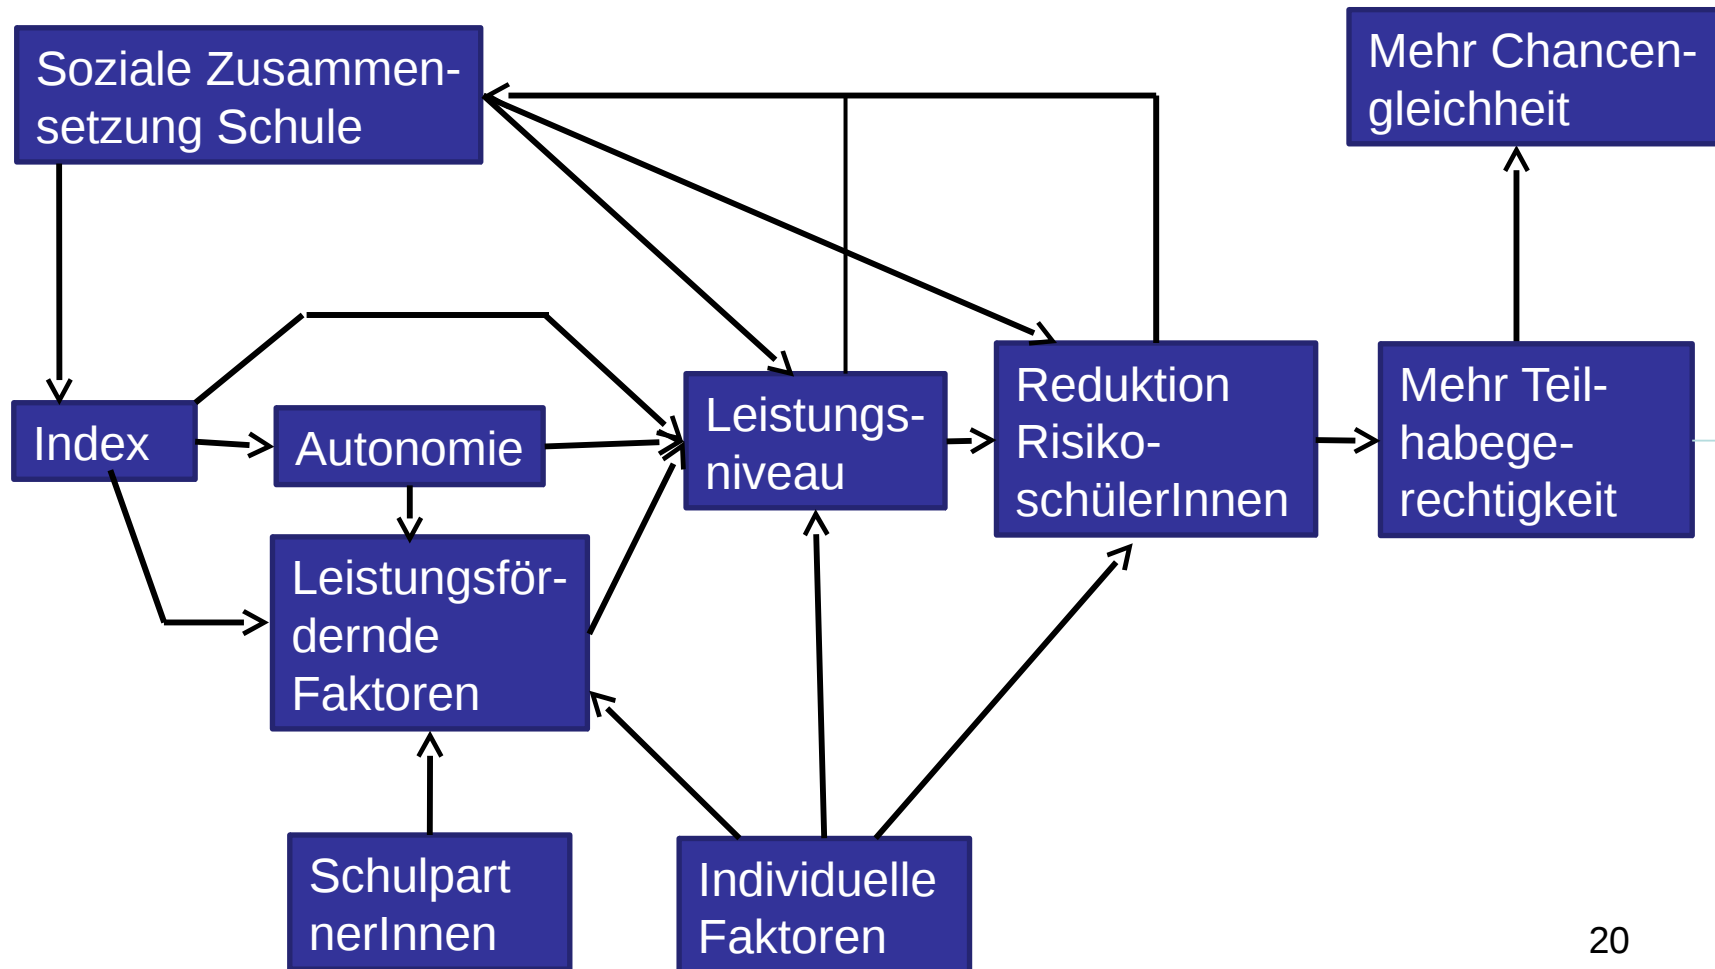 Soziale Zusammen-
setzung Schule
Mehr Chancen-
gleichheit
Index
Autonomie
Leistungs-
niveau
Reduktion
Risiko-
schülerInnen
Mehr Teil-
habege-
rechtigkeit
Leistungsför-
dernde
Faktoren
Schulpart
nerInnen
Individuelle
Faktoren
20